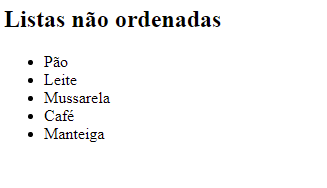 Listas não ordenadas
• Pão
• Leite
• Mussarela
• Café
• Manteiga